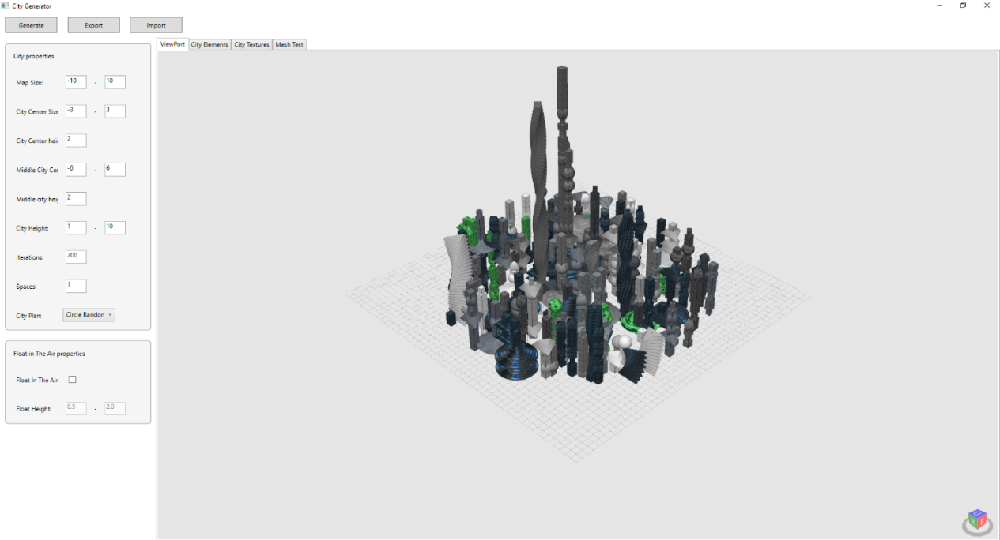 City Generator
Generate Export Import
ViewPort City Elements City Textures Mesh Test
City properties
Map Size: -10 - 10
City Center Size -3 - 3
City Center heig 2
Middle City Cen -6 - 6
Middle city heig 2
City Height: 1 - 10
Iterations: 200
Spaces: 1
City Plan: Circle Randon
Float in The Air properties
Float In The Air
Float Height: 0.5 - 2.0